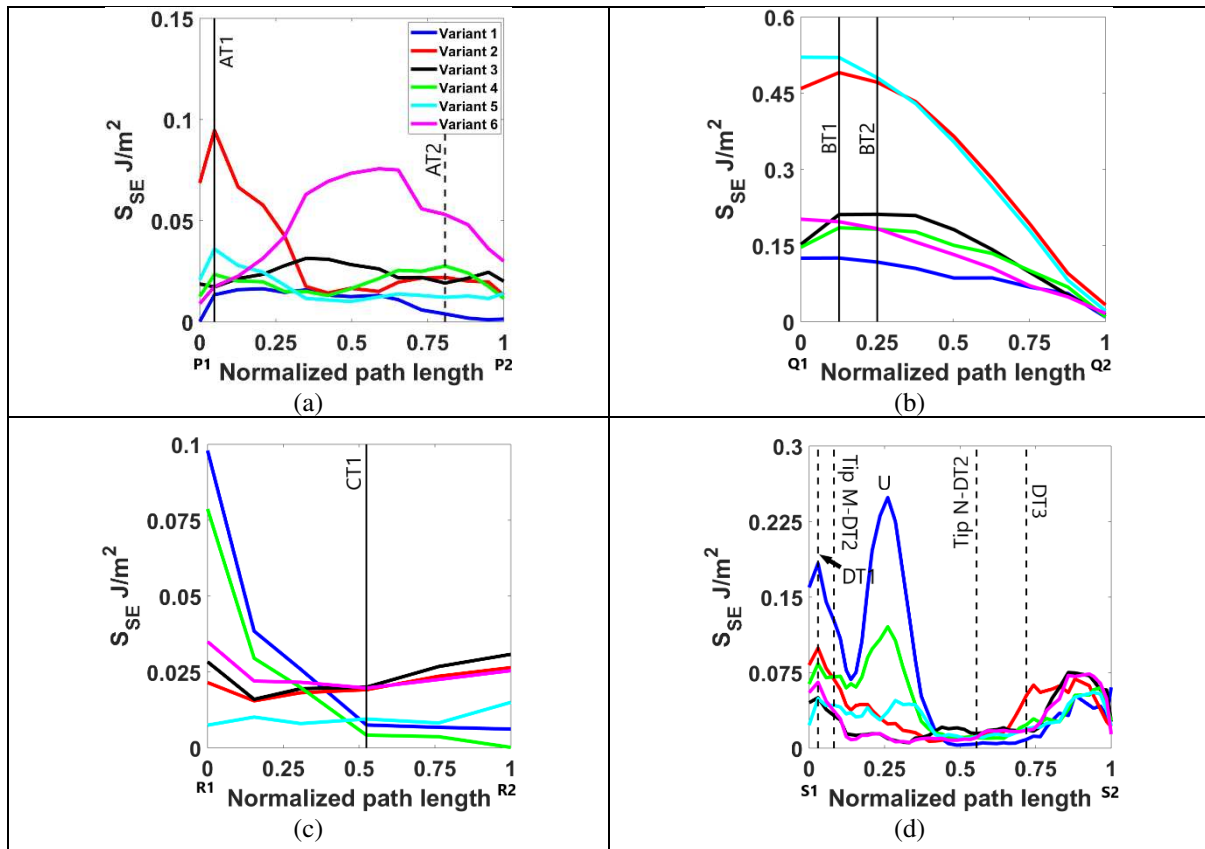 0.15
0.1
0.05
0
S_SE J/m²
AT1
AT2
Variant 1
Variant 2
Variant 3
Variant 4
Variant 5
Variant 6
0 0.25 0.5 0.75 1
P1 Normalized path length P2
(a)
0.6
0.45
0.3
0.15
0
S_SE J/m²
BT1
BT2
0 0.25 0.5 0.75 1
Q1 Normalized path length Q2
(b)
0.1
0.075
0.05
0.025
0
S_SE J/m²
CT1
0 0.25 0.5 0.75 1
R1 Normalized path length R2
(c)
0.3
0.225
0.15
0.075
0
S_SE J/m²
DT1
Tip M-DT2
U
Tip N-DT2
DT3
0 0.25 0.5 0.75 1
S1 Normalized path length S2
(d)